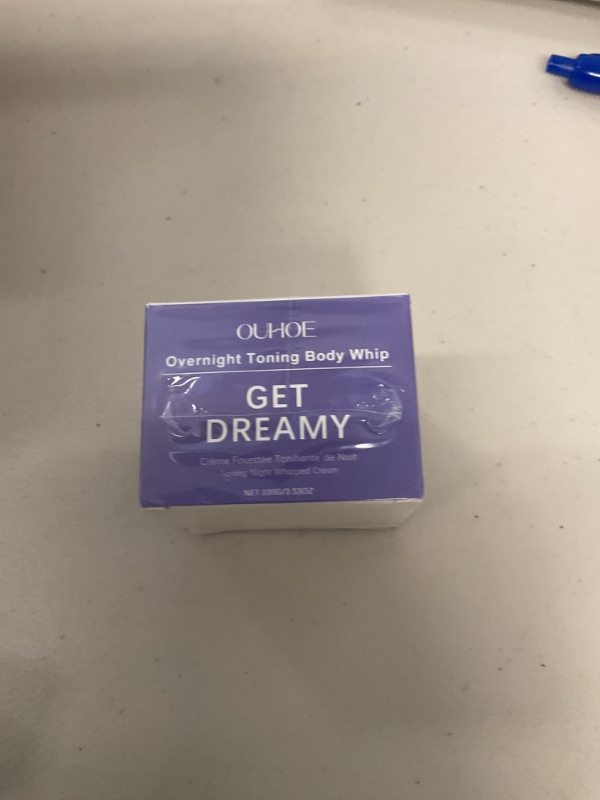 OUHOE
Overnight Toning Body Whip
GET
DREAMY
Crème Fouettée Tonifiante de Nuit
Toning Night Whipped Cream
NET 100G/3.53OZ